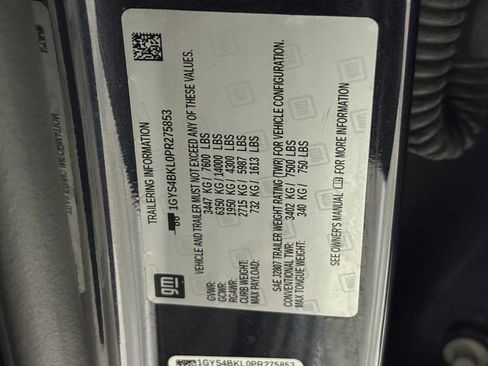 gm
TRAILERING INFORMATION
1GYS4BKL0PR275853
VEHICLE AND TRAILER MUST NOT EXCEED ANY OF THESE VALUES.
GVWR: 3447 KG / 7600 LBS
GCWR: 6350 KG / 14000 LBS
RGAWR: 1950 KG / 4300 LBS
CURB WEIGHT: 2715 KG / 5987 LBS
MAX PAYLOAD: 732 KG / 1613 LBS
SAE J2807 TRAILER WEIGHT RATING (TWR) FOR VEHICLE CONFIGURATION.
CONVENTIONAL TWR: 3402 KG / 7500 LBS
MAX TONGUE WEIGHT: 340 KG / 750 LBS
SEE OWNER'S MANUAL FOR MORE INFORMATION
1GYS4BKL0PR275853